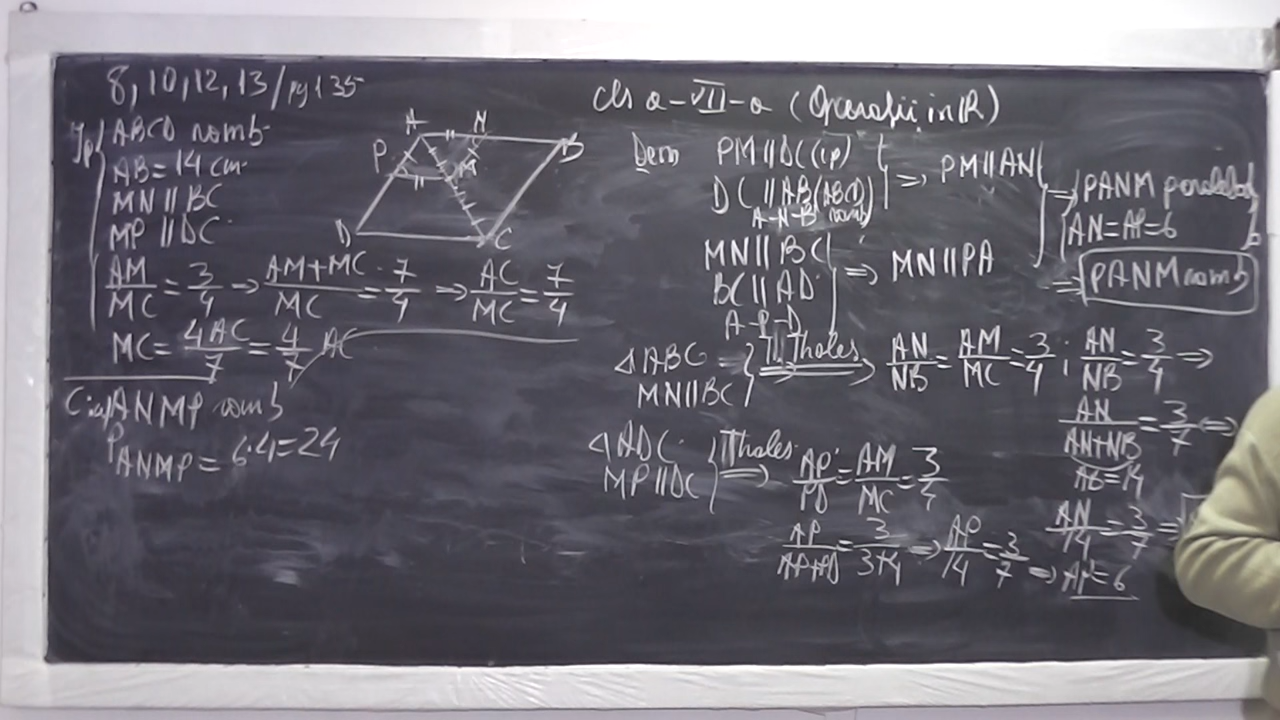 8, 10, 12, 13 / pg 135
cls a-VII-a ( in R)
Ip ABCD romb
AB = 14 cm
MN || BC
MP || DC
AM/MC = 3/4 → AM+MC/MC = 7/4 ⇒ AC/MC = 7/4
MC = 4AC/7 = 4/7 AC
C: a) ANMP romb
P ANMP = 6·4 = 24
A N B
P M
D C
Dem PM || DC (ip)
DC || AB (ABCD romb)
A-N-B
⇒ PM || AN
MN || BC
BC || AD
A-P-D
⇒ MN || PA
⇒ PANM
AN = AP = 6
⇒ PANM romb
△ABC
MN || BC
T. Thales ⇒ AN/NB = AM/MC = 3/4 ; AN/NB = 3/4 ⇒
AN/AN+NB = 3/7 ⇔
AB = 14
AN/14 = 3/7 ⇒
△ADC
MP || DC
T Thales ⇒ AP/PD = AM/MC = 3/4
AP/AP+PD = 3/3+4 ⇒ AP/14 = 3/7 ⇒ AP = 6